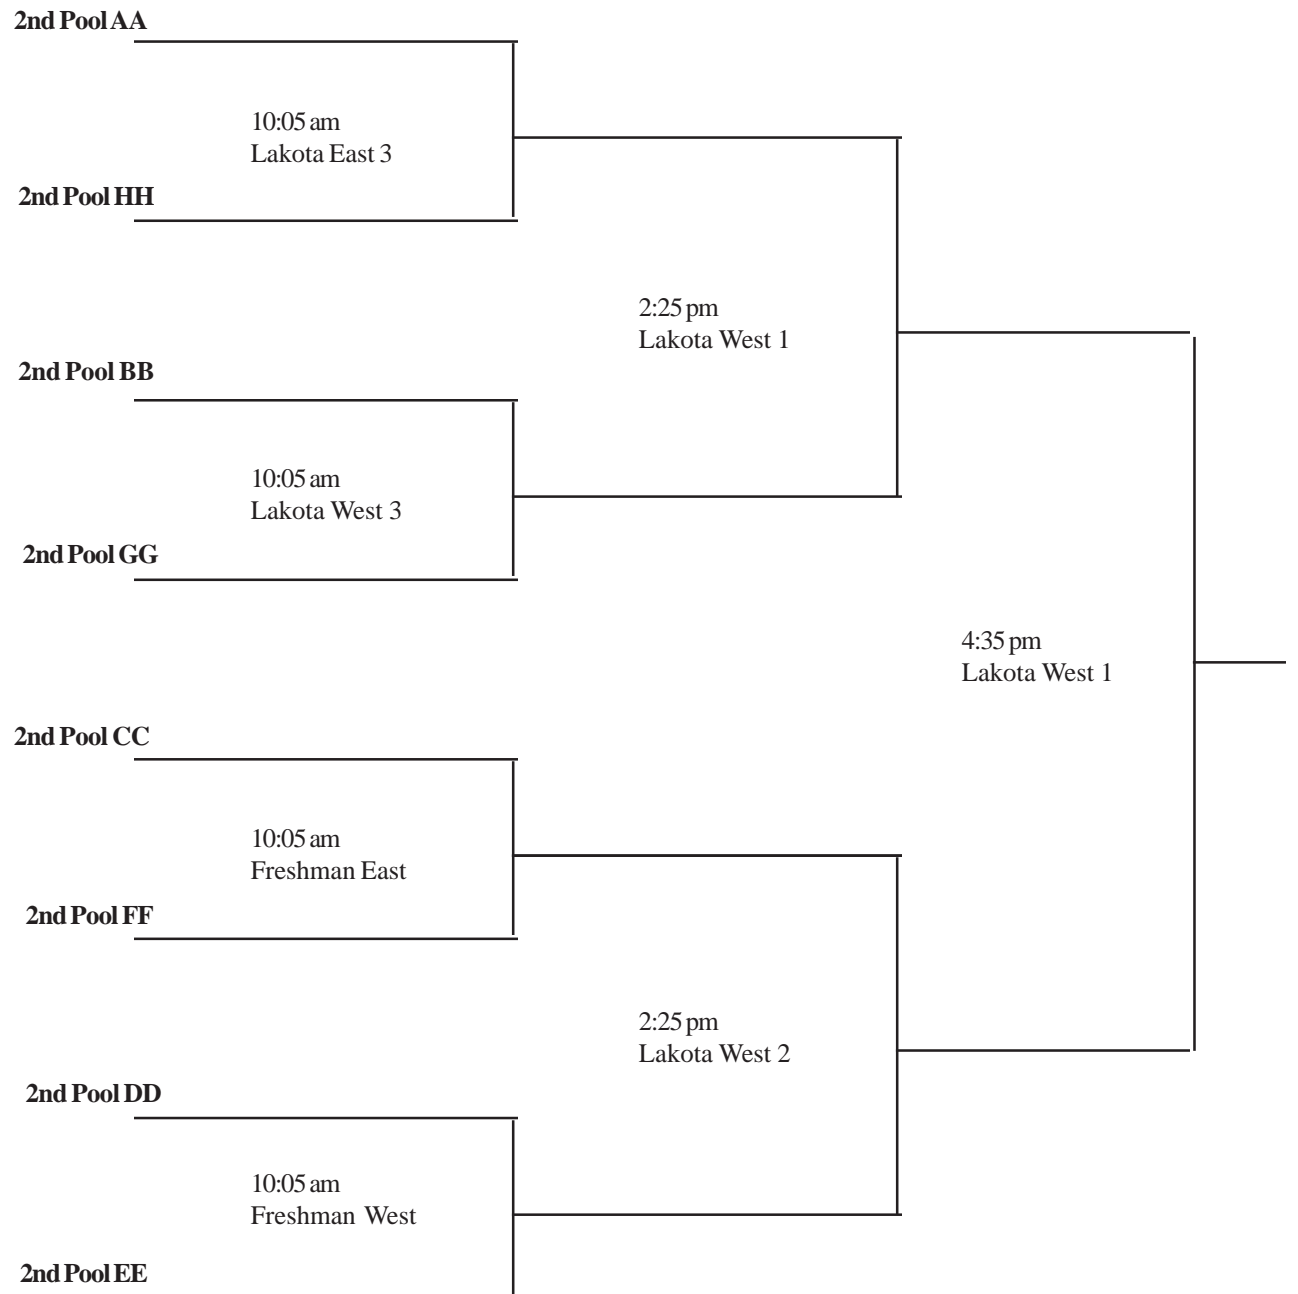 2nd Pool AA
10:05 am
Lakota East 3
2nd Pool HH
2:25 pm
Lakota West 1
2nd Pool BB
10:05 am
Lakota West 3
2nd Pool GG
4:35 pm
Lakota West 1
2nd Pool CC
10:05 am
Freshman East
2nd Pool FF
2:25 pm
Lakota West 2
2nd Pool DD
10:05 am
Freshman West
2nd Pool EE